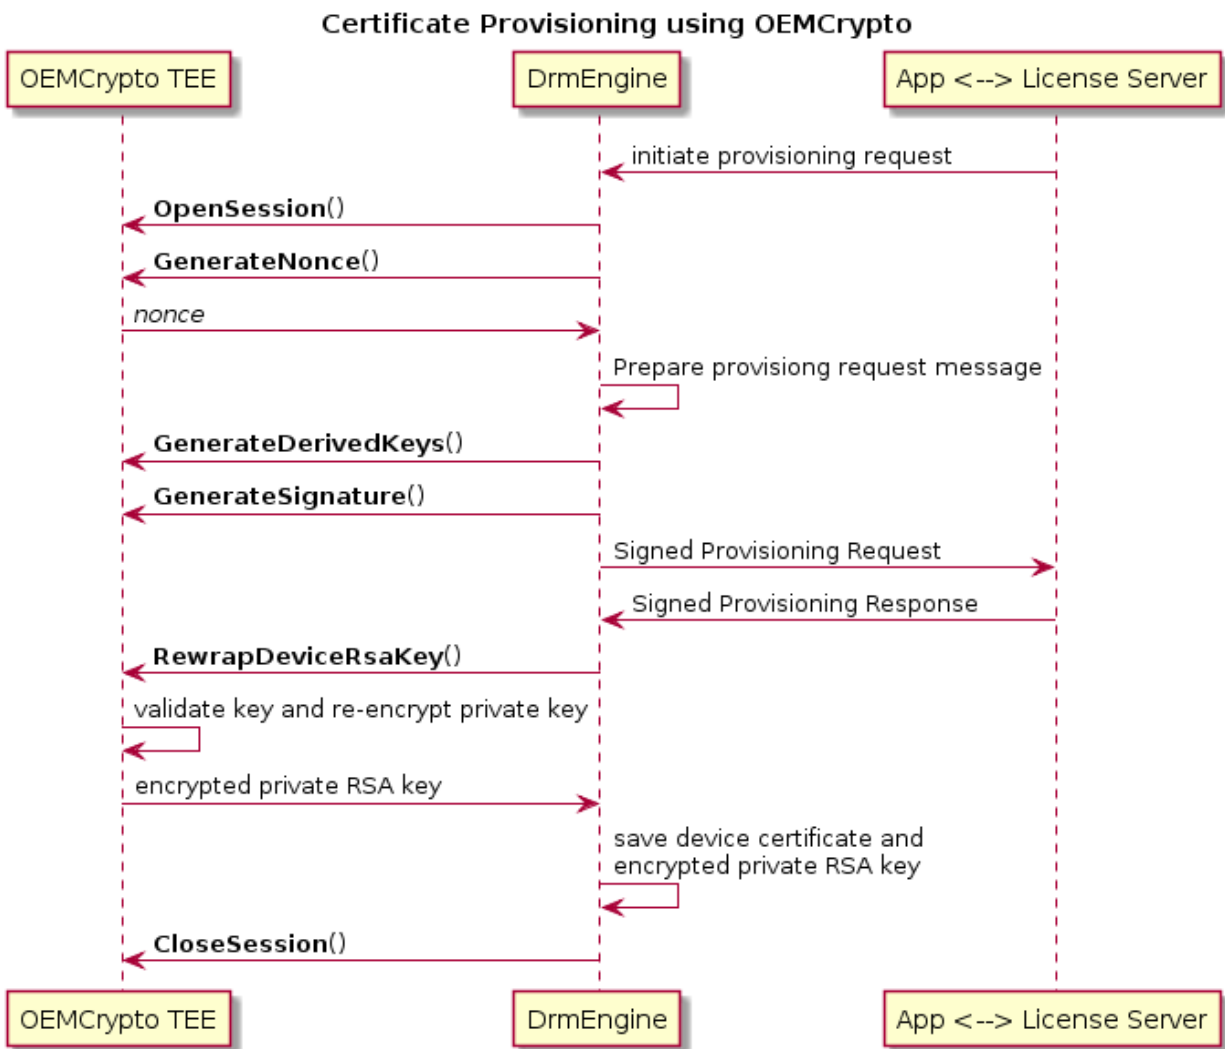 Certificate Provisioning using OEMCrypto
OEMCrypto TEE
DrmEngine
App <--> License Server
initiate provisioning request
OpenSession()
GenerateNonce()
nonce
Prepare provisiong request message
GenerateDerivedKeys()
GenerateSignature()
Signed Provisioning Request
Signed Provisioning Response
RewrapDeviceRsaKey()
validate key and re-encrypt private key
encrypted private RSA key
save device certificate and
encrypted private RSA key
CloseSession()
OEMCrypto TEE
DrmEngine
App <--> License Server